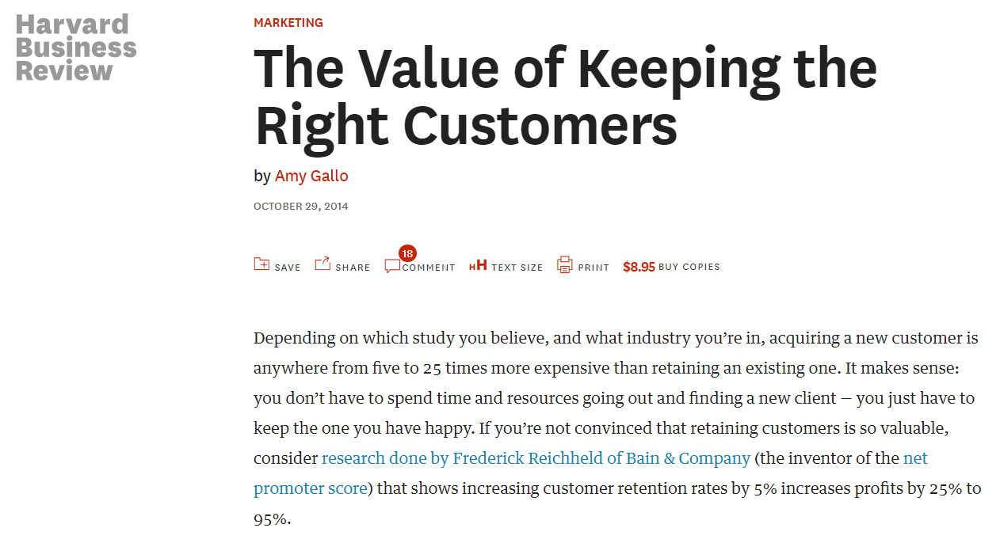 Harvard
Business
Review
MARKETING
The Value of Keeping the
Right Customers
by Amy Gallo
OCTOBER 29, 2014
SAVE SHARE 18 COMMENT HH TEXT SIZE PRINT $8.95 BUY COPIES
Depending on which study you believe, and what industry you’re in, acquiring a new customer is
anywhere from five to 25 times more expensive than retaining an existing one. It makes sense:
you don’t have to spend time and resources going out and finding a new client — you just have to
keep the one you have happy. If you’re not convinced that retaining customers is so valuable,
consider research done by Frederick Reichheld of Bain & Company (the inventor of the net
promoter score) that shows increasing customer retention rates by 5% increases profits by 25% to
95%.